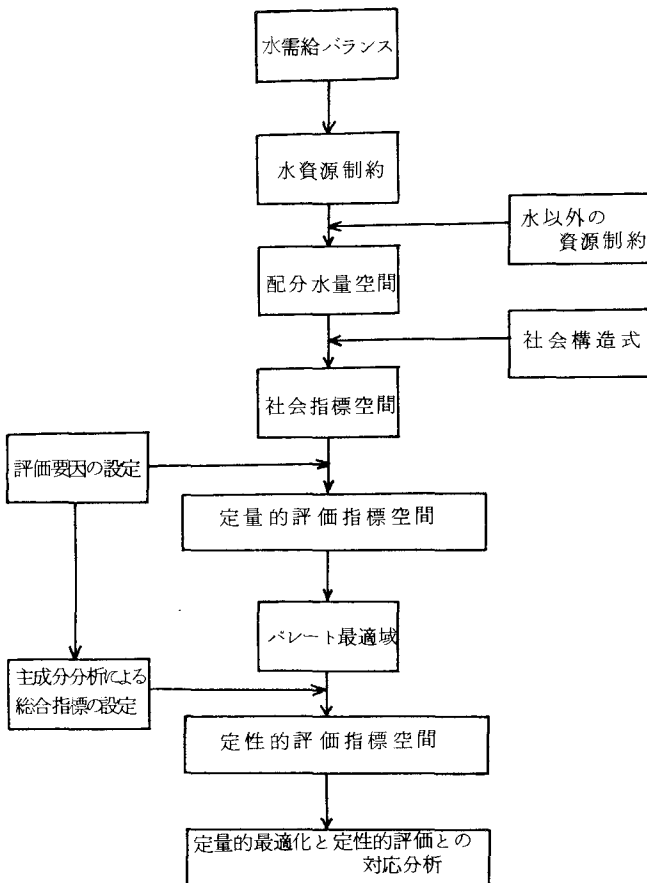 水需給バランス
水資源制約
水以外の
資源制約
配分水量空間
社会構造式
社会指標空間
評価要因の設定
定量的評価指標空間
パレート最適域
主成分分析による
総合指標の設定
定性的評価指標空間
定量的最適化と定性的評価との
対応分析